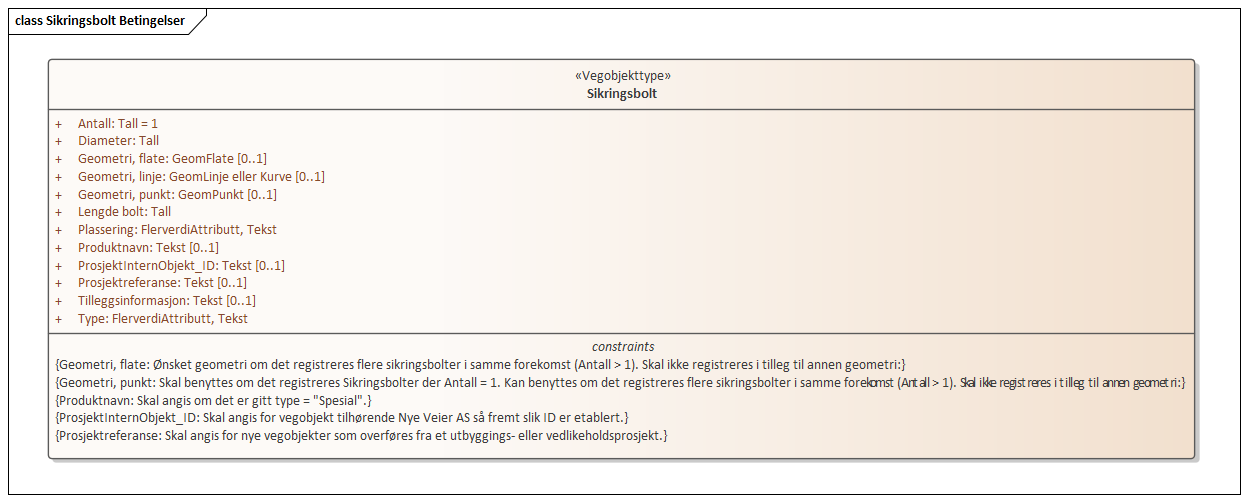 class Sikringsbolt Betingelser
«Vegobjekttype»
Sikringsbolt
+ Antall: Tall = 1
+ Diameter: Tall
+ Geometri, flate: GeomFlate [0..1]
+ Geometri, linje: GeomLinje eller Kurve [0..1]
+ Geometri, punkt: GeomPunkt [0..1]
+ Lengde bolt: Tall
+ Plassering: FlerverdiAttributt, Tekst
+ Produktnavn: Tekst [0..1]
+ ProsjektInternObjekt_ID: Tekst [0..1]
+ Prosjektreferanse: Tekst [0..1]
+ Tilleggsinformasjon: Tekst [0..1]
+ Type: FlerverdiAttributt, Tekst
constraints
{Geometri, flate: Ønsket geometri om det registreres flere sikringsbolter i samme forekomst (Antall > 1). Skal ikke registreres i tilleg til annen geometri:}
{Geometri, punkt: Skal benyttes om det registreres Sikringsbolter der Antall = 1. Kan benyttes om det registreres flere sikringsbolter i samme forekomst (Antall > 1). Skal ikke registreres i tilleg til annen geometri:}
{Produktnavn: Skal angis om det er gitt type = "Spesial".}
{ProsjektInternObjekt_ID: Skal angis for vegobjekt tilhørende Nye Veier AS så fremt slik ID er etablert.}
{Prosjektreferanse: Skal angis for nye vegobjekter som overføres fra et utbyggings- eller vedlikeholdsprosjekt.}